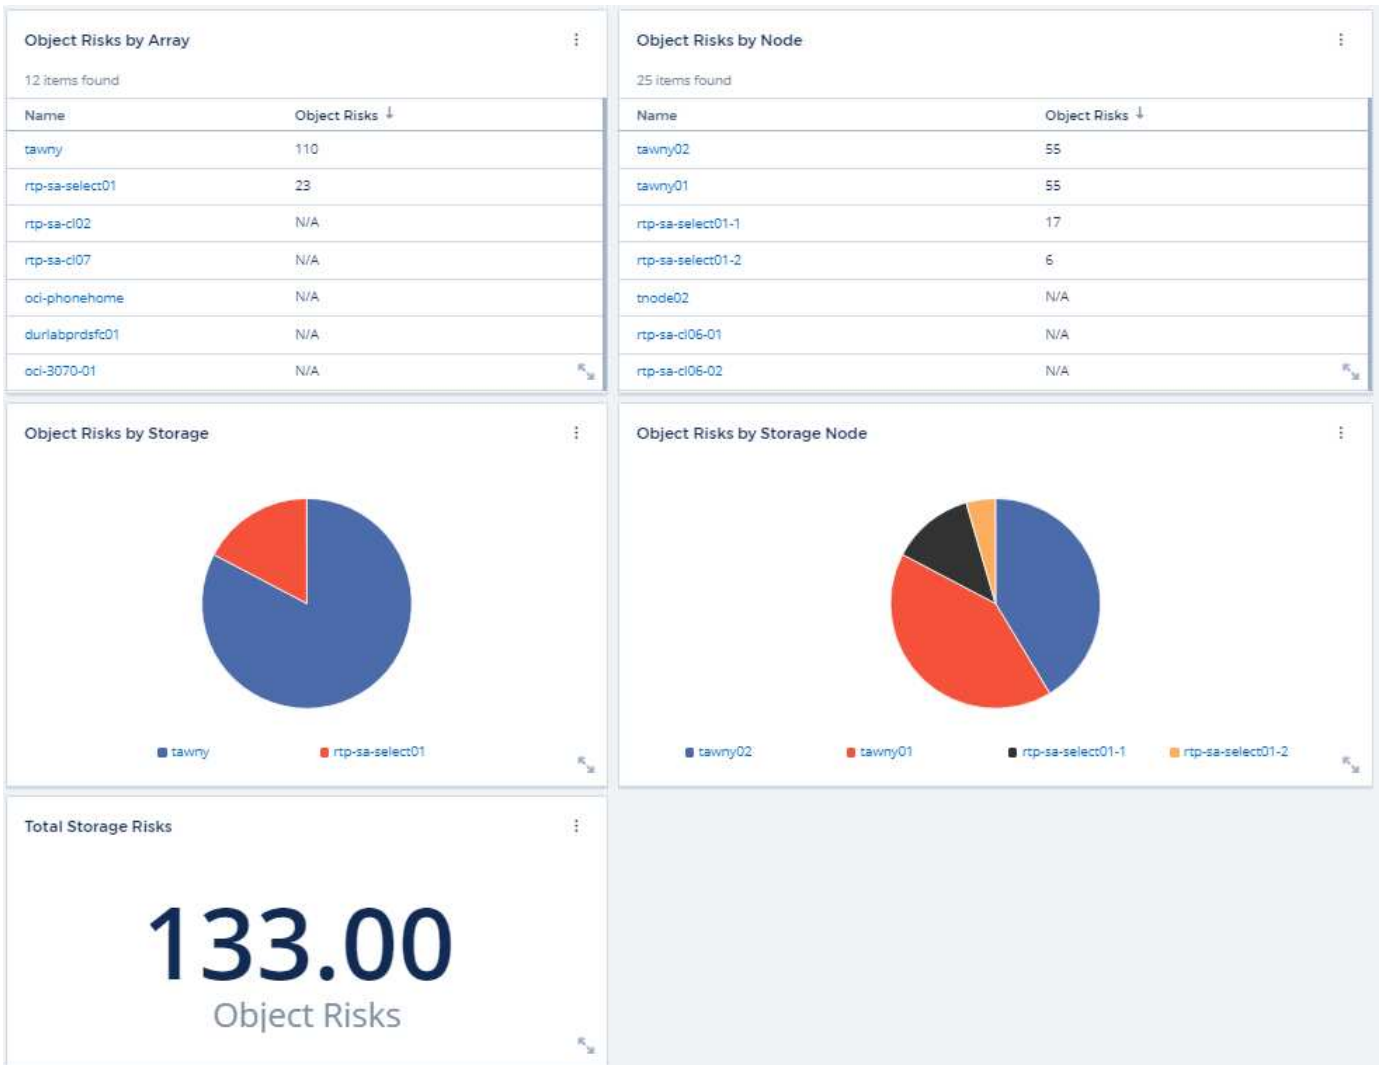 Object Risks by Array
12 items found
Name Object Risks ↓
tawny 110
rtp-sa-select01 23
rtp-sa-cl02 N/A
rtp-sa-cl07 N/A
oci-phonehome N/A
durlabprdsfc01 N/A
oci-3070-01 N/A
Object Risks by Node
25 items found
Name Object Risks ↓
tawny02 55
tawny01 55
rtp-sa-select01-1 17
rtp-sa-select01-2 6
tnode02 N/A
rtp-sa-cl06-01 N/A
rtp-sa-cl06-02 N/A
Object Risks by Storage
tawny rtp-sa-select01
Object Risks by Storage Node
tawny02 tawny01 rtp-sa-select01-1 rtp-sa-select01-2
Total Storage Risks
133.00
Object Risks